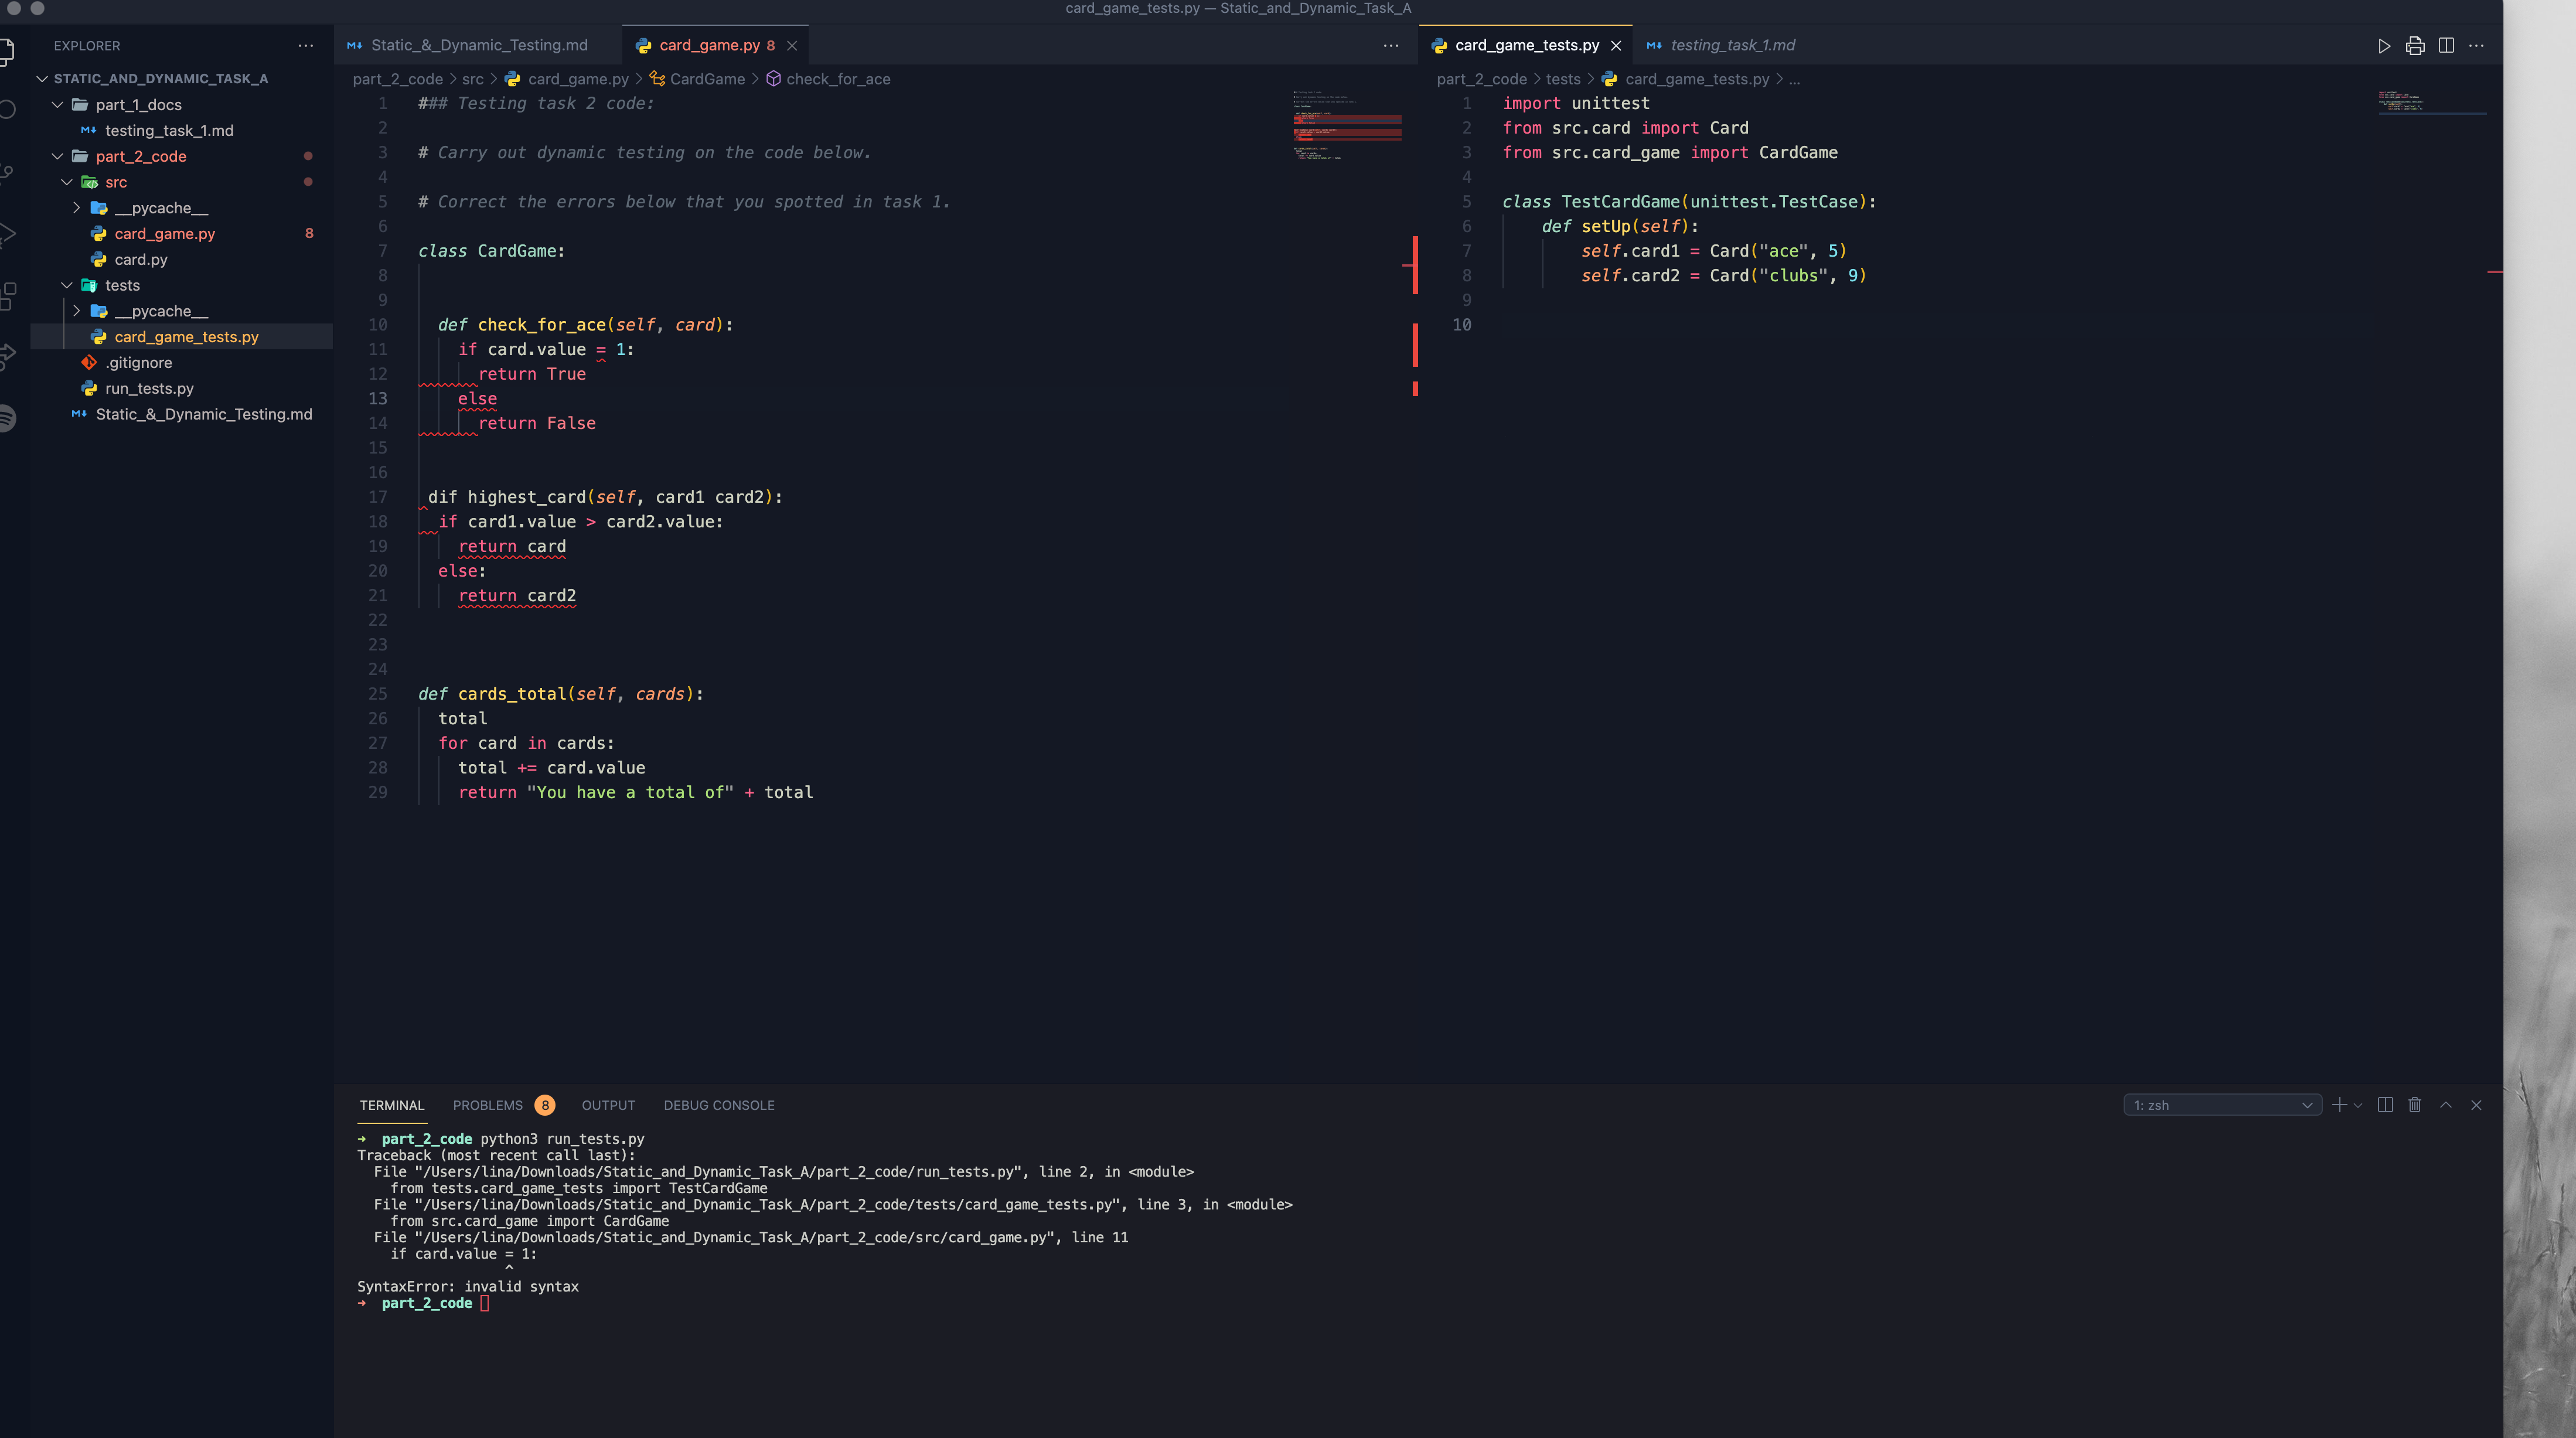 card_game_tests.py — Static_and_Dynamic_Task_A
EXPLORER
STATIC_AND_DYNAMIC_TASK_A
part_1_docs
testing_task_1.md
part_2_code
src
__pycache__
card_game.py 8
card.py
tests
__pycache__
card_game_tests.py
.gitignore
run_tests.py
Static_&_Dynamic_Testing.md
Static_&_Dynamic_Testing.md card_game.py 8
part_2_code > src > card_game.py > CardGame > check_for_ace
1 ### Testing task 2 code:
2
3 # Carry out dynamic testing on the code below.
4
5 # Correct the errors below that you spotted in task 1.
6
7 class CardGame:
8
9
10 def check_for_ace(self, card):
11 if card.value = 1:
12 return True
13 else
14 return False
15
16
17 dif highest_card(self, card1 card2):
18 if card1.value > card2.value:
19 return card
20 else:
21 return card2
22
23
24
25 def cards_total(self, cards):
26 total
27 for card in cards:
28 total += card.value
29 return "You have a total of" + total
card_game_tests.py testing_task_1.md
part_2_code > tests > card_game_tests.py > ...
1 import unittest
2 from src.card import Card
3 from src.card_game import CardGame
4
5 class TestCardGame(unittest.TestCase):
6 def setUp(self):
7 self.card1 = Card("ace", 5)
8 self.card2 = Card("clubs", 9)
9
10
TERMINAL PROBLEMS 8 OUTPUT DEBUG CONSOLE
1: zsh
→ part_2_code python3 run_tests.py
Traceback (most recent call last):
File "/Users/lina/Downloads/Static_and_Dynamic_Task_A/part_2_code/run_tests.py", line 2, in <module>
from tests.card_game_tests import TestCardGame
File "/Users/lina/Downloads/Static_and_Dynamic_Task_A/part_2_code/tests/card_game_tests.py", line 3, in <module>
from src.card_game import CardGame
File "/Users/lina/Downloads/Static_and_Dynamic_Task_A/part_2_code/src/card_game.py", line 11
if card.value = 1:
^
SyntaxError: invalid syntax
→ part_2_code